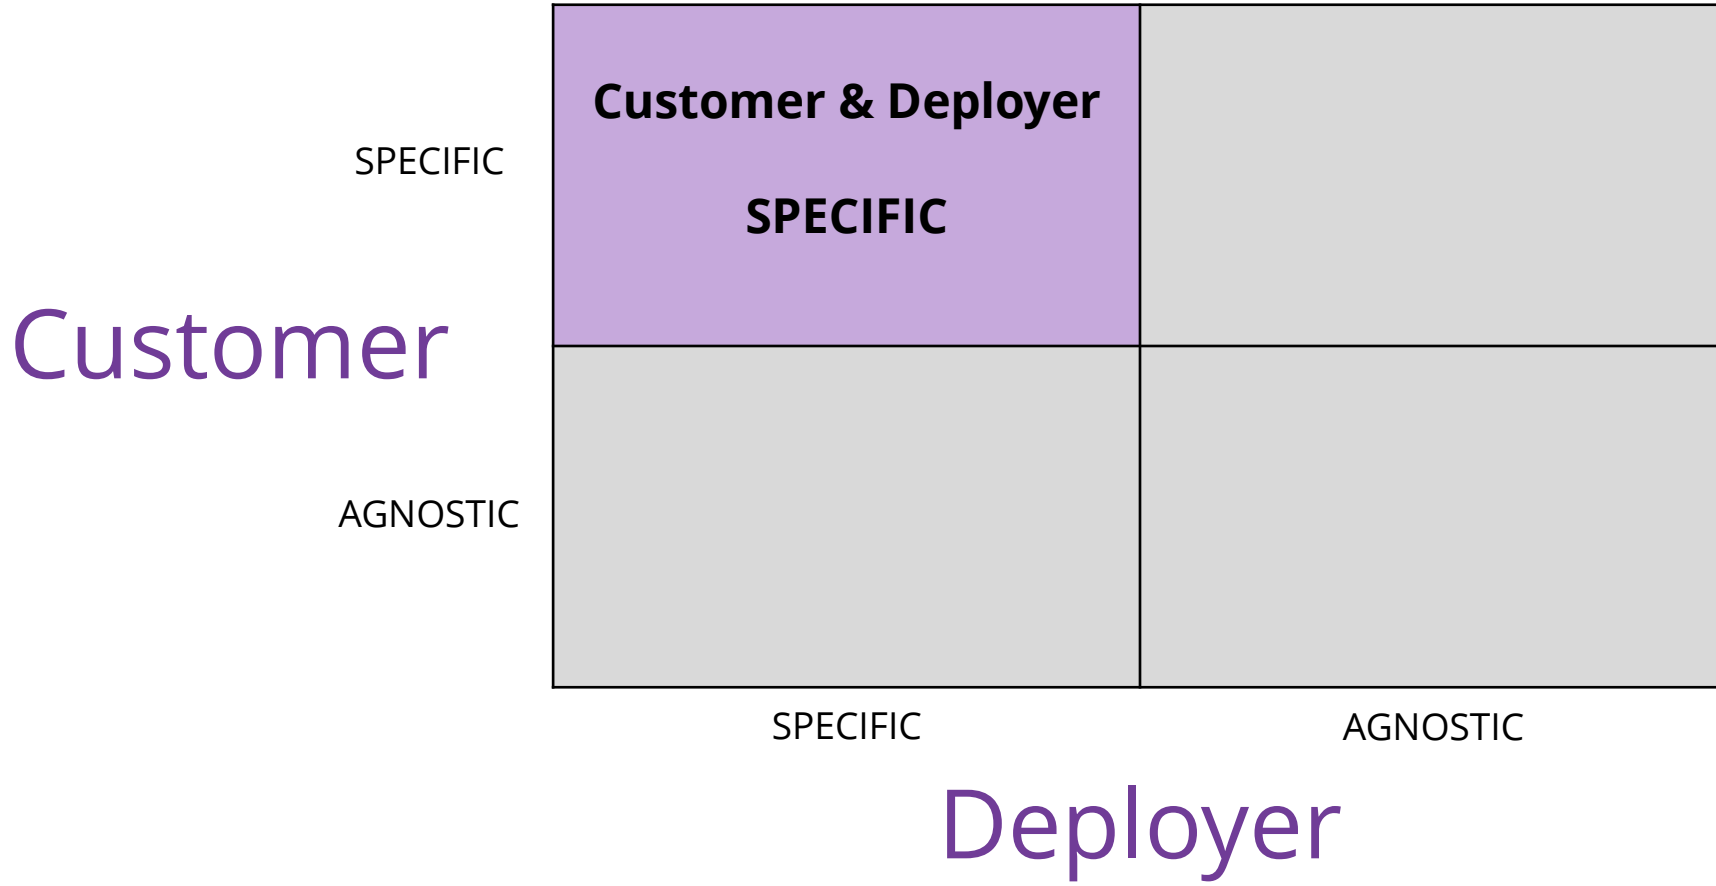 Customer & Deployer
SPECIFIC
SPECIFIC
Customer
AGNOSTIC
SPECIFIC
AGNOSTIC
Deployer